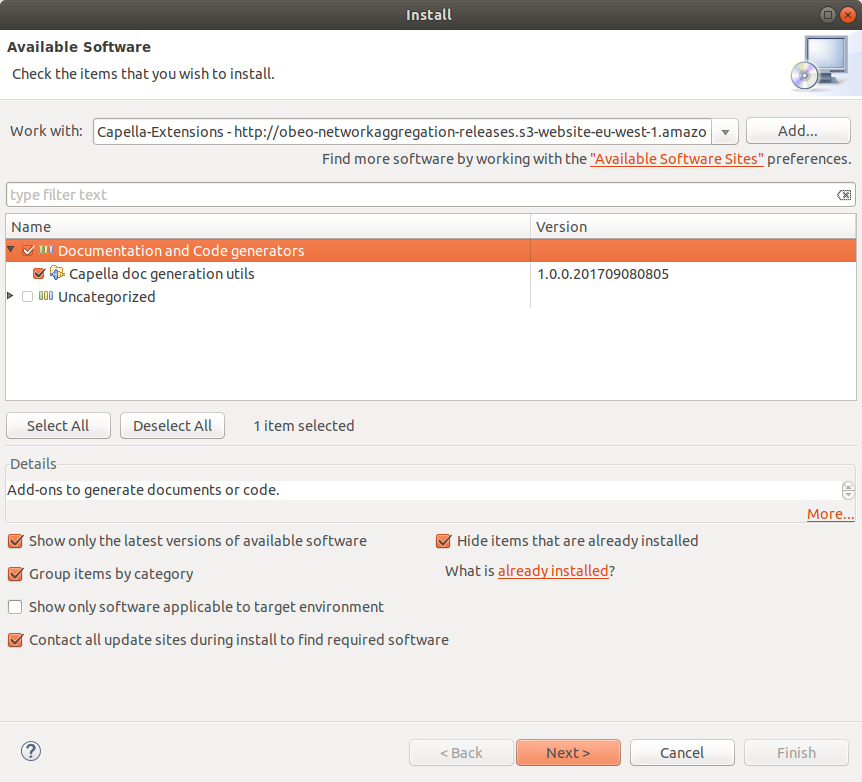 Install
Available Software
Check the items that you wish to install.
Work with: Capella-Extensions - http://obeo-networkaggregation-releases.s3-website-eu-west-1.amazo Add...
Find more software by working with the "Available Software Sites" preferences.
type filter text
Name Version
Documentation and Code generators
Capella doc generation utils 1.0.0.201709080805
Uncategorized
Select All Deselect All 1 item selected
Details
Add-ons to generate documents or code.
More...
Show only the latest versions of available software Hide items that are already installed
Group items by category What is already installed?
Show only software applicable to target environment
Contact all update sites during install to find required software
? < Back Next > Cancel Finish